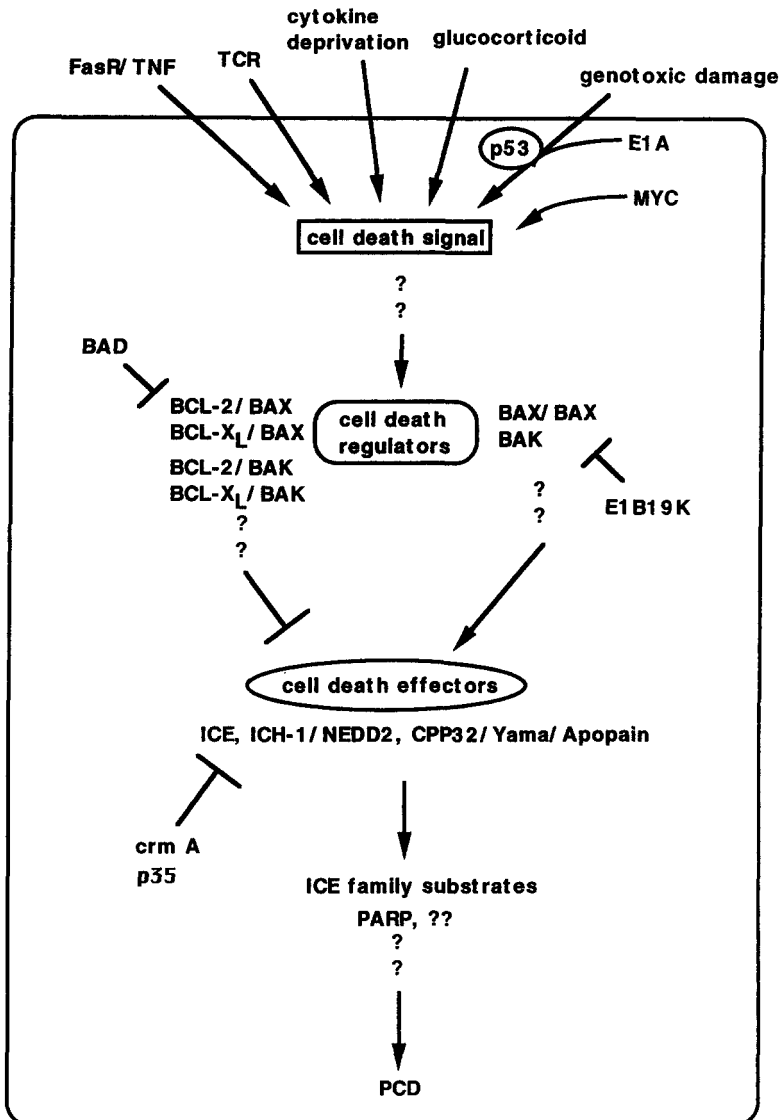 cytokine
deprivation
glucocorticoid
FasR/ TNF
TCR
genotoxic damage
p53
E1A
MYC
cell death signal
?
?
BAD
BCL-2/ BAX
BCL-XL/ BAX
BCL-2/ BAK
BCL-XL/ BAK
?
?
cell death
regulators
BAX/ BAX
BAK
?
?
E1B19K
cell death effectors
ICE, ICH-1/ NEDD2, CPP32/ Yama/ Apopain
crm A
p35
ICE family substrates
PARP, ??
?
?
PCD